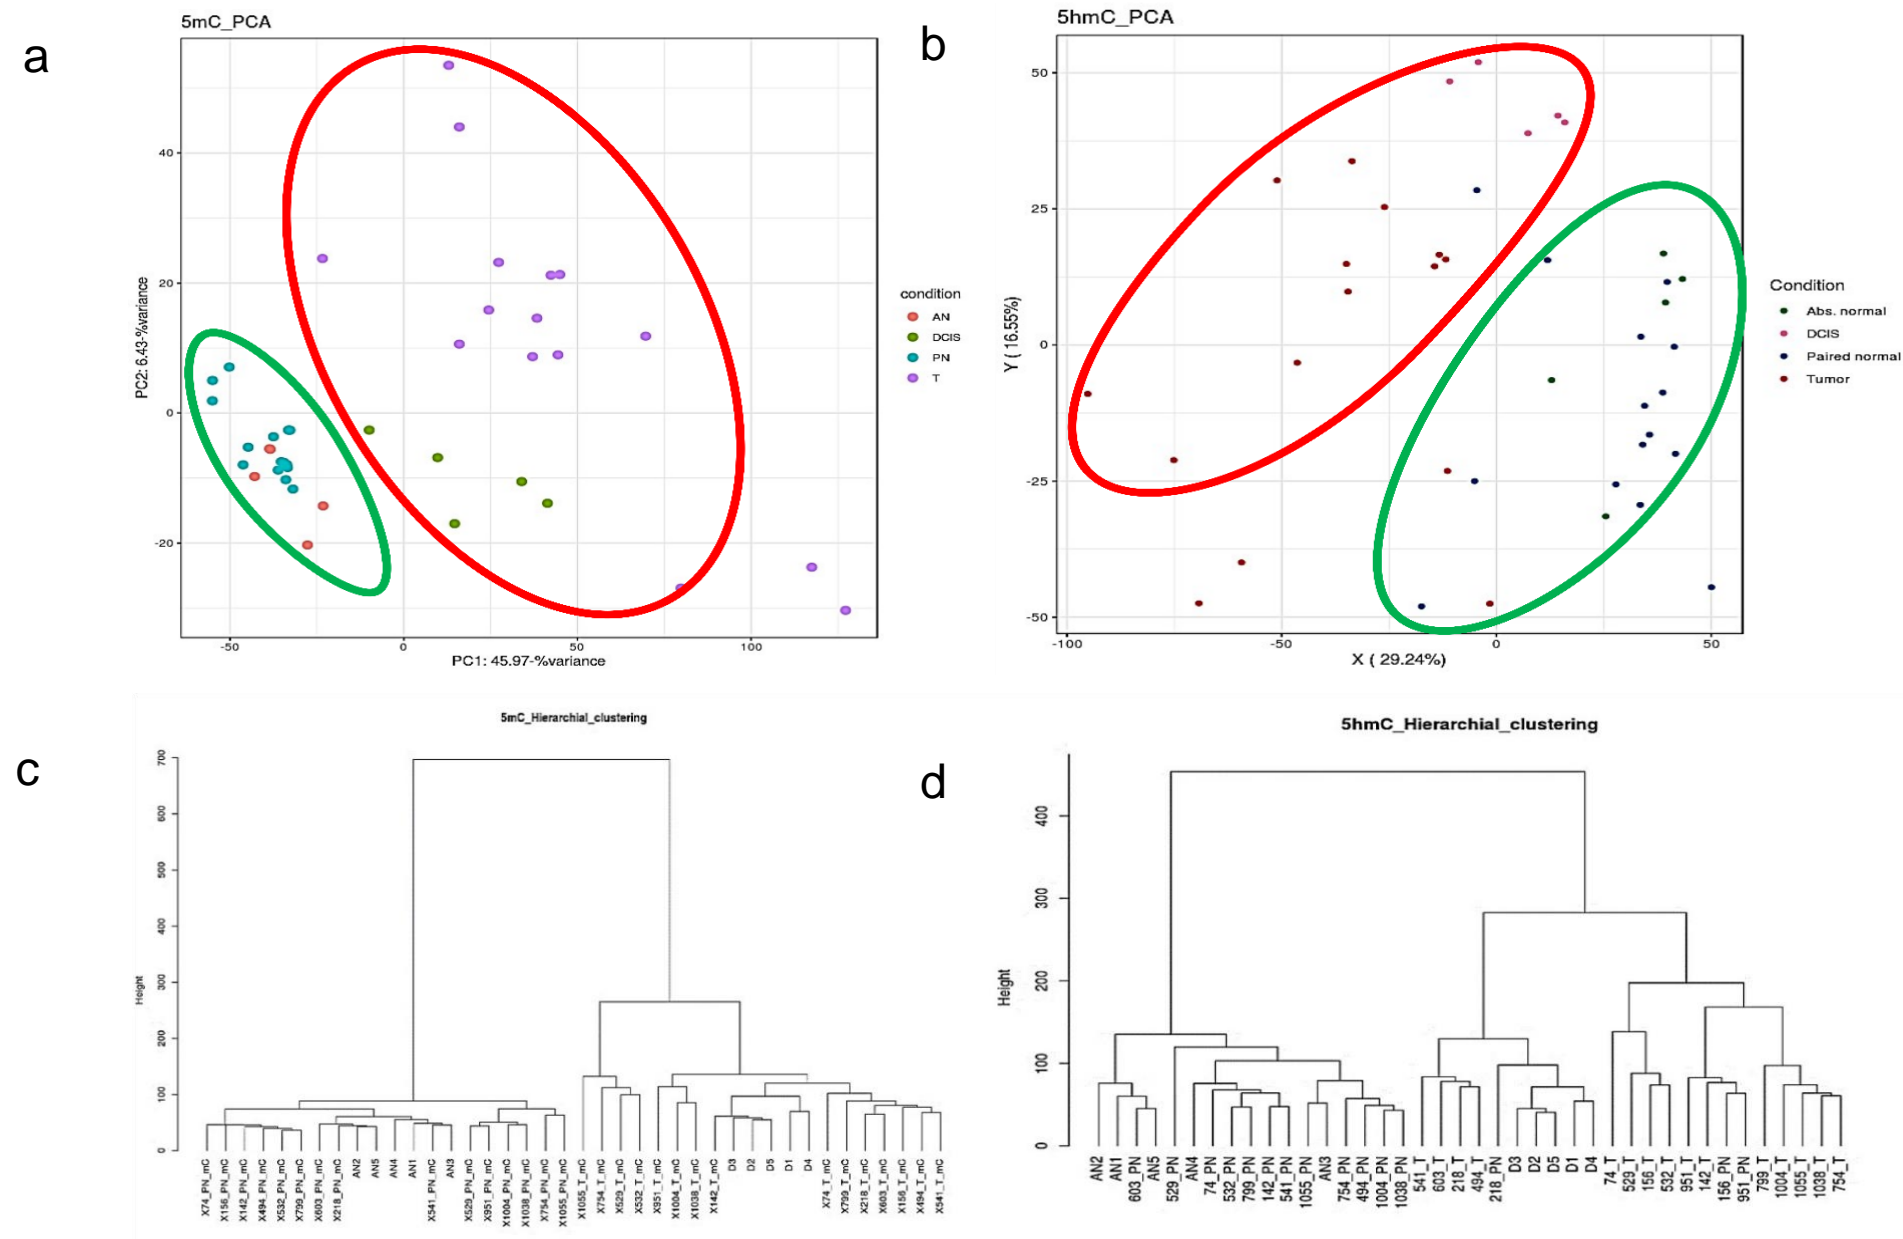 a
5mC_PCA
40
20
0
-20
-50
0
50
100
PC2: 6.43-%variance
PC1: 45.97-%variance
condition
AN
DCIS
PN
T
b
5hmC_PCA
50
25
0
-25
-50
-100
-50
0
50
Y ( 16.55%)
X ( 29.24%)
Condition
Abs. normal
DCIS
Paired normal
Tumor
c
5mC_Hierarchial_clustering
Height
700
600
500
400
300
200
100
0
X74_PN_mC
X156_PN_mC
X142_PN_mC
X494_PN_mC
X532_PN_mC
X799_PN_mC
X603_PN_mC
X218_PN_mC
AN2
AN5
AN4
AN1
X541_PN_mC
AN3
X529_PN_mC
X951_PN_mC
X1004_PN_mC
X1038_PN_mC
X754_PN_mC
X1055_PN_mC
X1055_T_mC
X754_T_mC
X529_T_mC
X532_T_mC
X951_T_mC
X1004_T_mC
X1038_T_mC
X142_T_mC
D3
D2
D5
D1
D4
X74_T_mC
X799_T_mC
X218_T_mC
X603_T_mC
X156_T_mC
X494_T_mC
X541_T_mC
d
5hmC_Hierarchial_clustering
Height
400
300
200
100
0
AN2
AN1
603_PN
AN5
529_PN
AN4
74_PN
532_PN
799_PN
142_PN
541_PN
1055_PN
AN3
754_PN
494_PN
1004_PN
1038_PN
541_T
603_T
218_T
494_T
218_PN
D3
D2
D5
D1
D4
74_T
529_T
156_T
532_T
951_T
142_T
156_PN
951_PN
799_T
1004_T
1055_T
1038_T
754_T